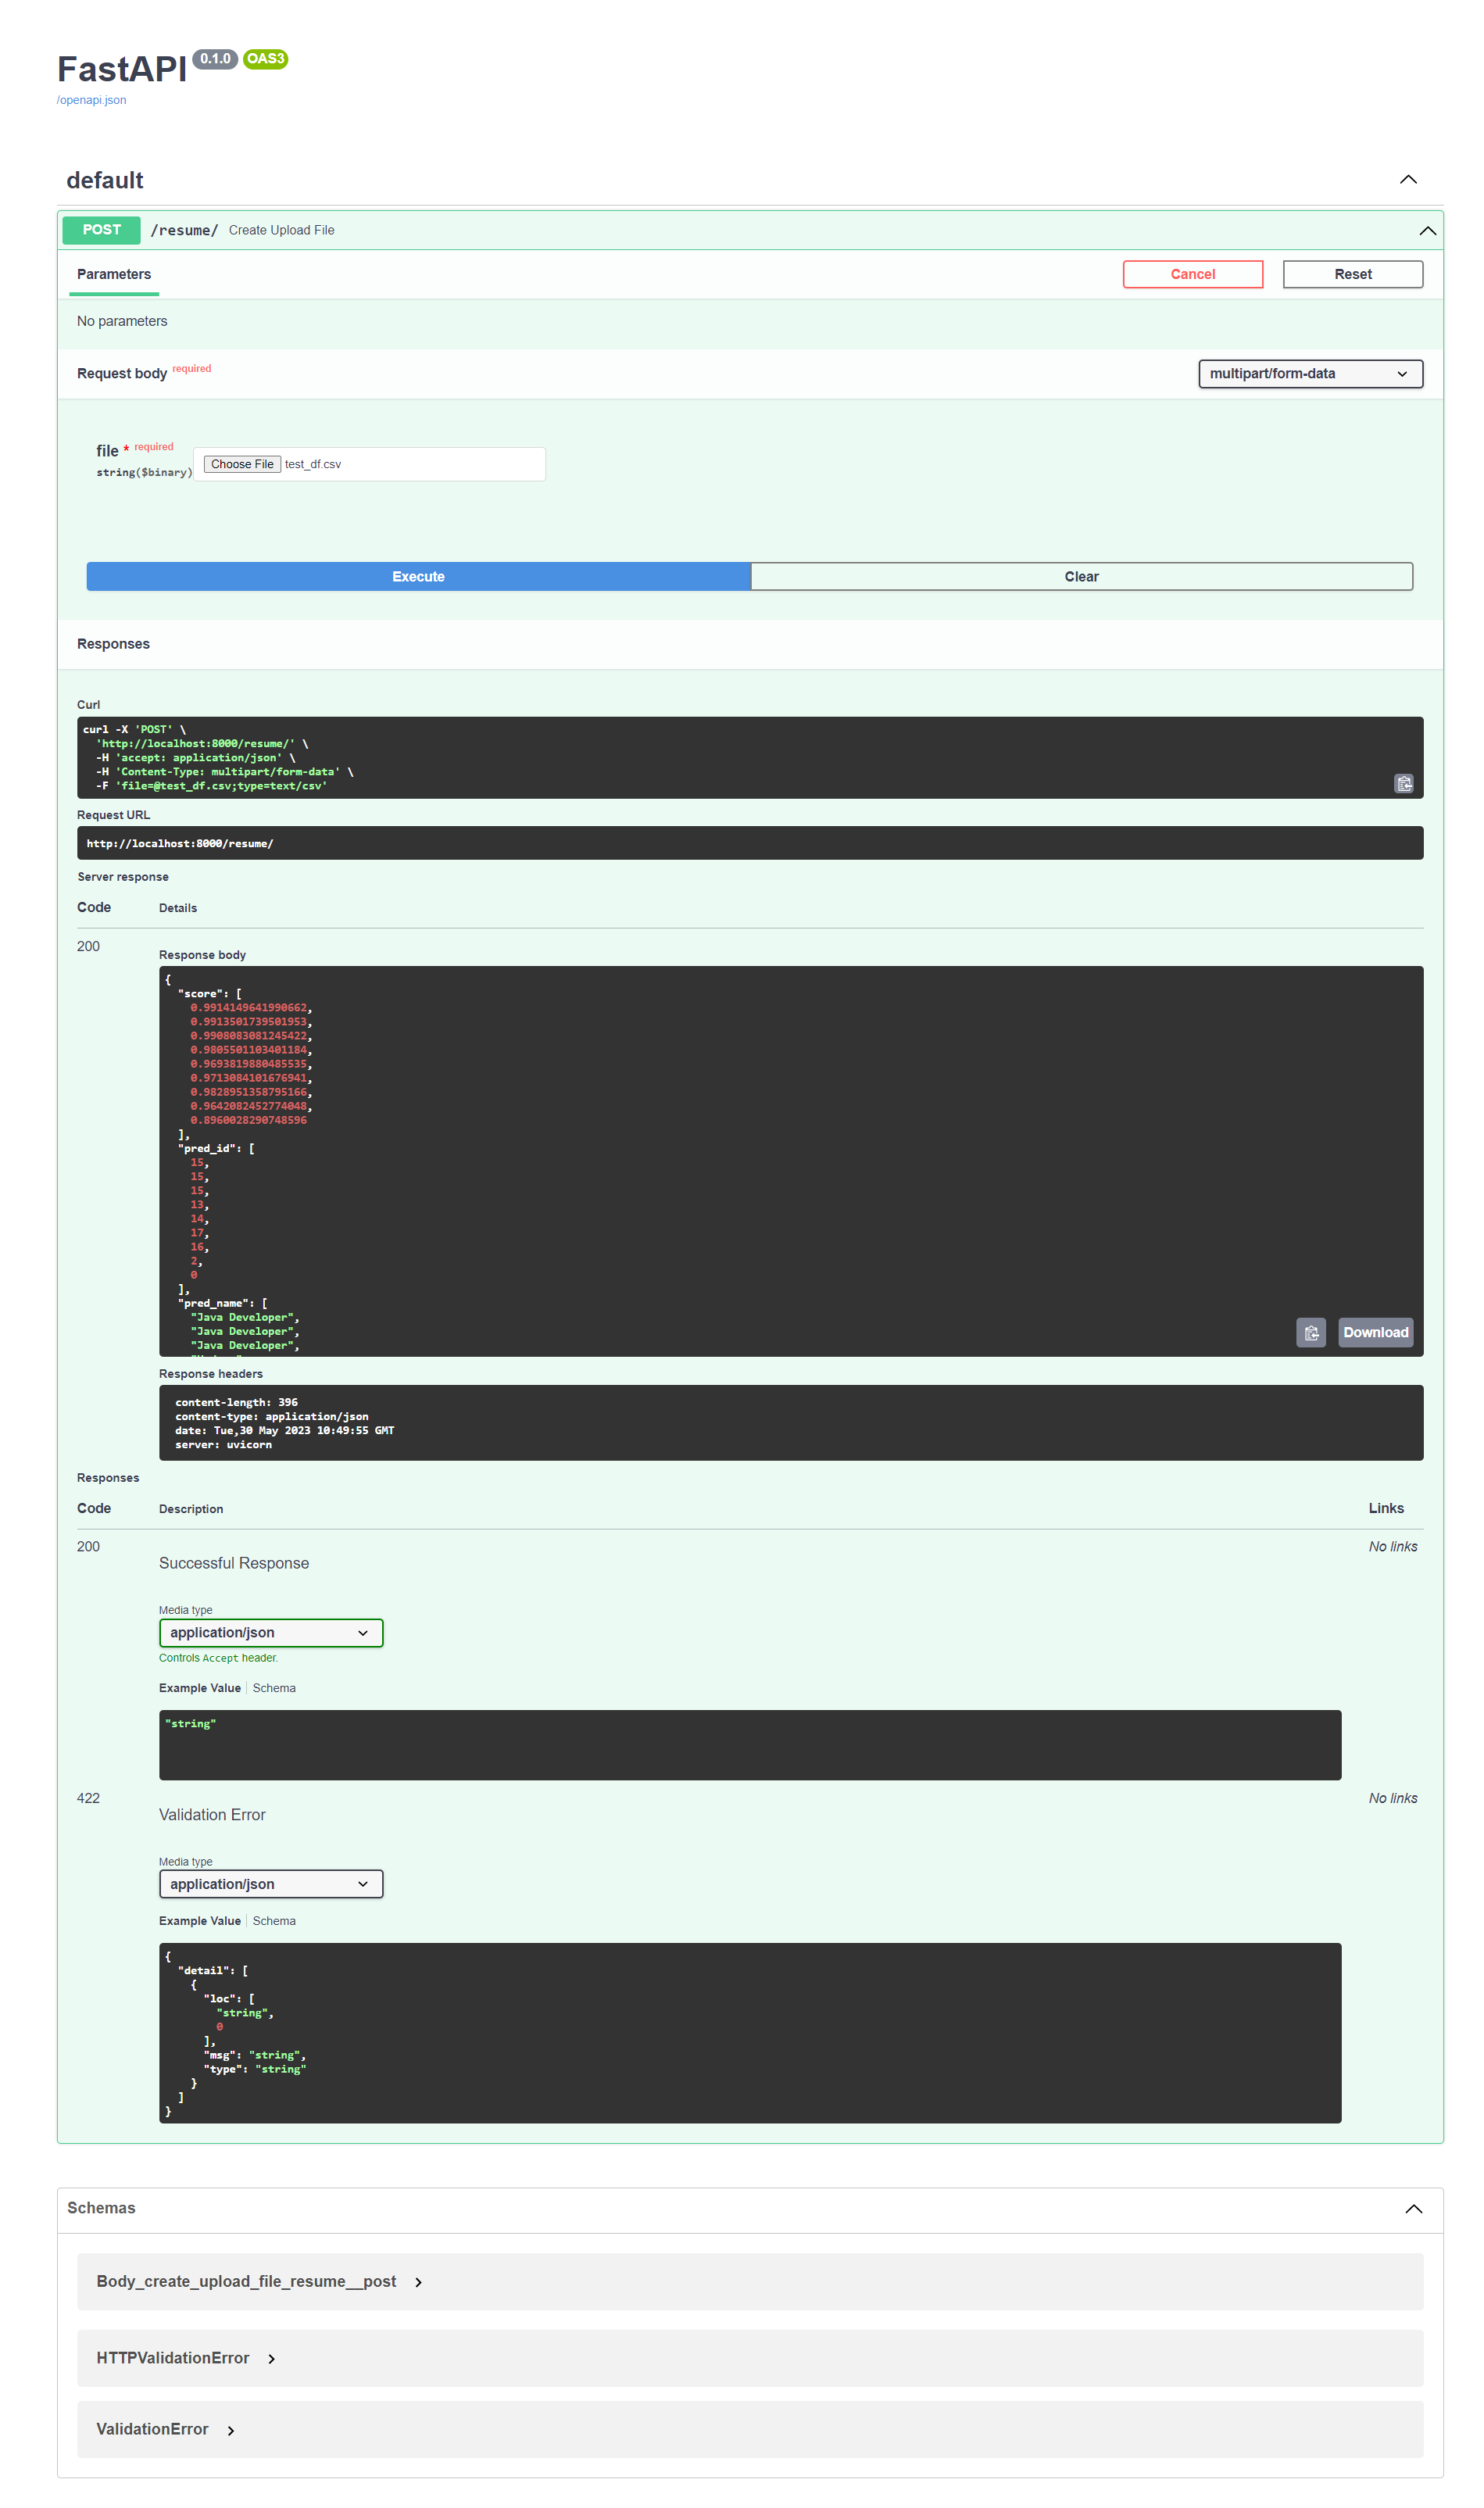 FastAPI 0.1.0 OAS3
/openapi.json
default
POST /resume/ Create Upload File
Parameters Cancel Reset
No parameters
Request body required multipart/form-data
file * required
string($binary) Choose File test_df.csv
Execute Clear
Responses
Curl
curl -X 'POST' \
'http://localhost:8000/resume/' \
-H 'accept: application/json' \
-H 'Content-Type: multipart/form-data' \
-F 'file=@test_df.csv;type=text/csv'
Request URL
http://localhost:8000/resume/
Server response
Code Details
200
Response body
{
"score": [
0.9914149641990662,
0.9913501739501953,
0.9908083081245422,
0.9805501103401184,
0.9693819880485535,
0.9713084101676941,
0.9828951358795166,
0.9642082452774048,
0.8960028290748596
],
"pred_id": [
15,
15,
15,
13,
14,
17,
16,
2,
0
],
"pred_name": [
"Java Developer",
"Java Developer",
"Java Developer",
Download
Response headers
content-length: 396
content-type: application/json
date: Tue,30 May 2023 10:49:55 GMT
server: uvicorn
Responses
Code Description Links
200 No links
Successful Response
Media type
application/json
Controls Accept header.
Example Value Schema
"string"
422 No links
Validation Error
Media type
application/json
Example Value Schema
{
"detail": [
{
"loc": [
"string",
0
],
"msg": "string",
"type": "string"
}
]
}
Schemas
Body_create_upload_file_resume__post
HTTPValidationError
ValidationError